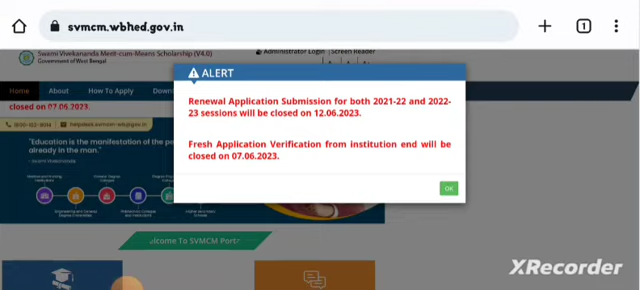 svmcm.wbhed.gov.in
1
Swami Vivekananda Merit-cum-Means Scholarship (V4.0)
Government of West Bengal
Administrator Login
Screen Reader
ALERT
Home
About
How To Apply
Renewal Application Submission for both 2021-22 and 2022-
23 sessions will be closed on 12.06.2023.
closed on 07.06.2023.
Fresh Application Verification from institution end will be
closed on 07.06.2023.
"Education is the manifestation of the
already in the man."
- Swami Vivekananda
OK
elcome To SVMCM Port
XRecorder